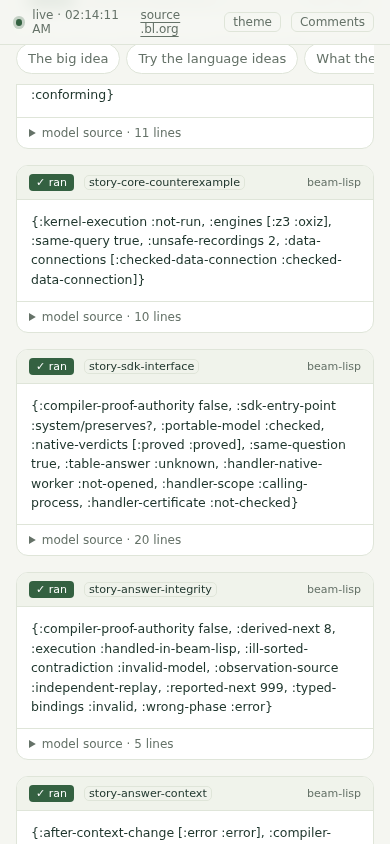 live · 02:14:11 AM
source .bl.org
theme
Comments
The big idea
Try the language ideas
What the
:conforming}
▶ model source · 11 lines
✓ ran story-core-counterexample beam-lisp
{:kernel-execution :not-run, :engines [:z3 :oxiz],
:same-query true, :unsafe-recordings 2, :data-
connections [:checked-data-connection :checked-
data-connection]}
▶ model source · 10 lines
✓ ran story-sdk-interface beam-lisp
{:compiler-proof-authority false, :sdk-entry-point
:system/preserves?, :portable-model :checked,
:native-verdicts [:proved :proved], :same-question
true, :table-answer :unknown, :handler-native-
worker :not-opened, :handler-scope :calling-
process, :handler-certificate :not-checked}
▶ model source · 20 lines
✓ ran story-answer-integrity beam-lisp
{:compiler-proof-authority false, :derived-next 8,
:execution :handled-in-beam-lisp, :ill-sorted-
contradiction :invalid-model, :observation-source
:independent-replay, :reported-next 999, :typed-
bindings :invalid, :wrong-phase :error}
▶ model source · 5 lines
✓ ran story-answer-context beam-lisp
{:after-context-change [:error :error], :compiler-